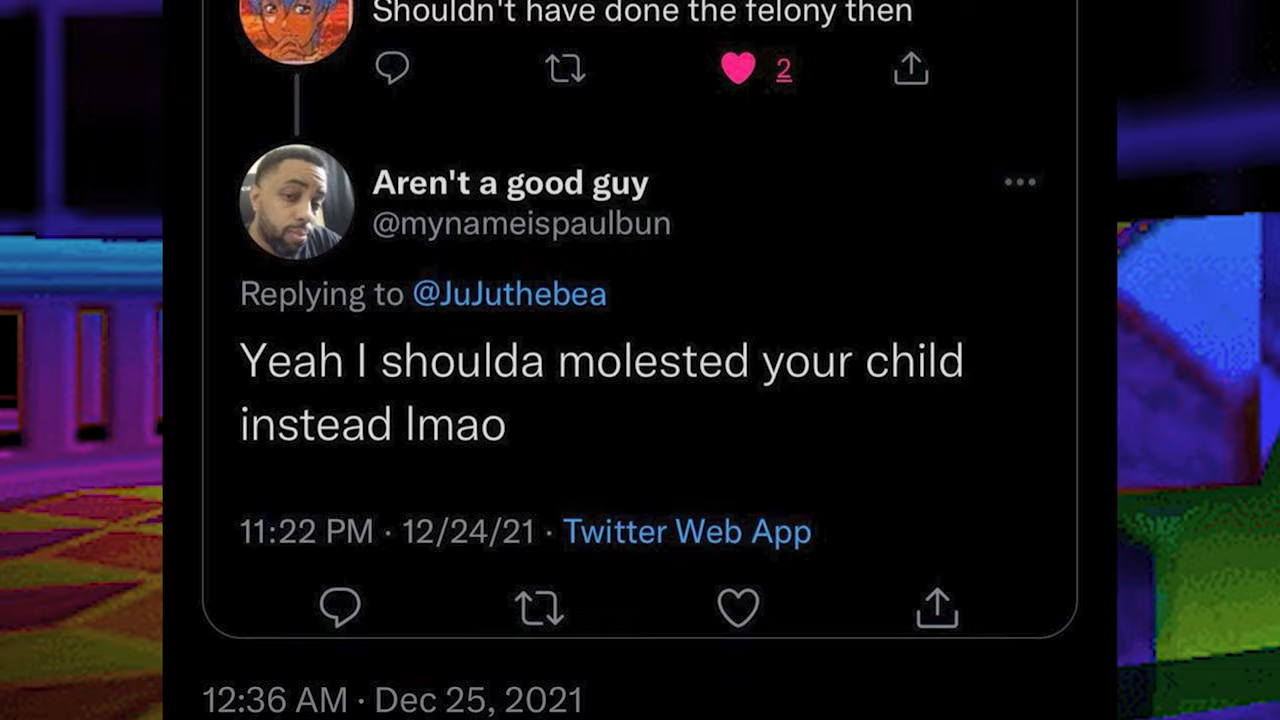 Shouldn't have done the felony then
2
Aren't a good guy
@mynameispaulbun
Replying to @JuJuthebea
Yeah I shoulda molested your child
instead lmao
11:22 PM · 12/24/21 · Twitter Web App
12:36 AM · Dec 25, 2021